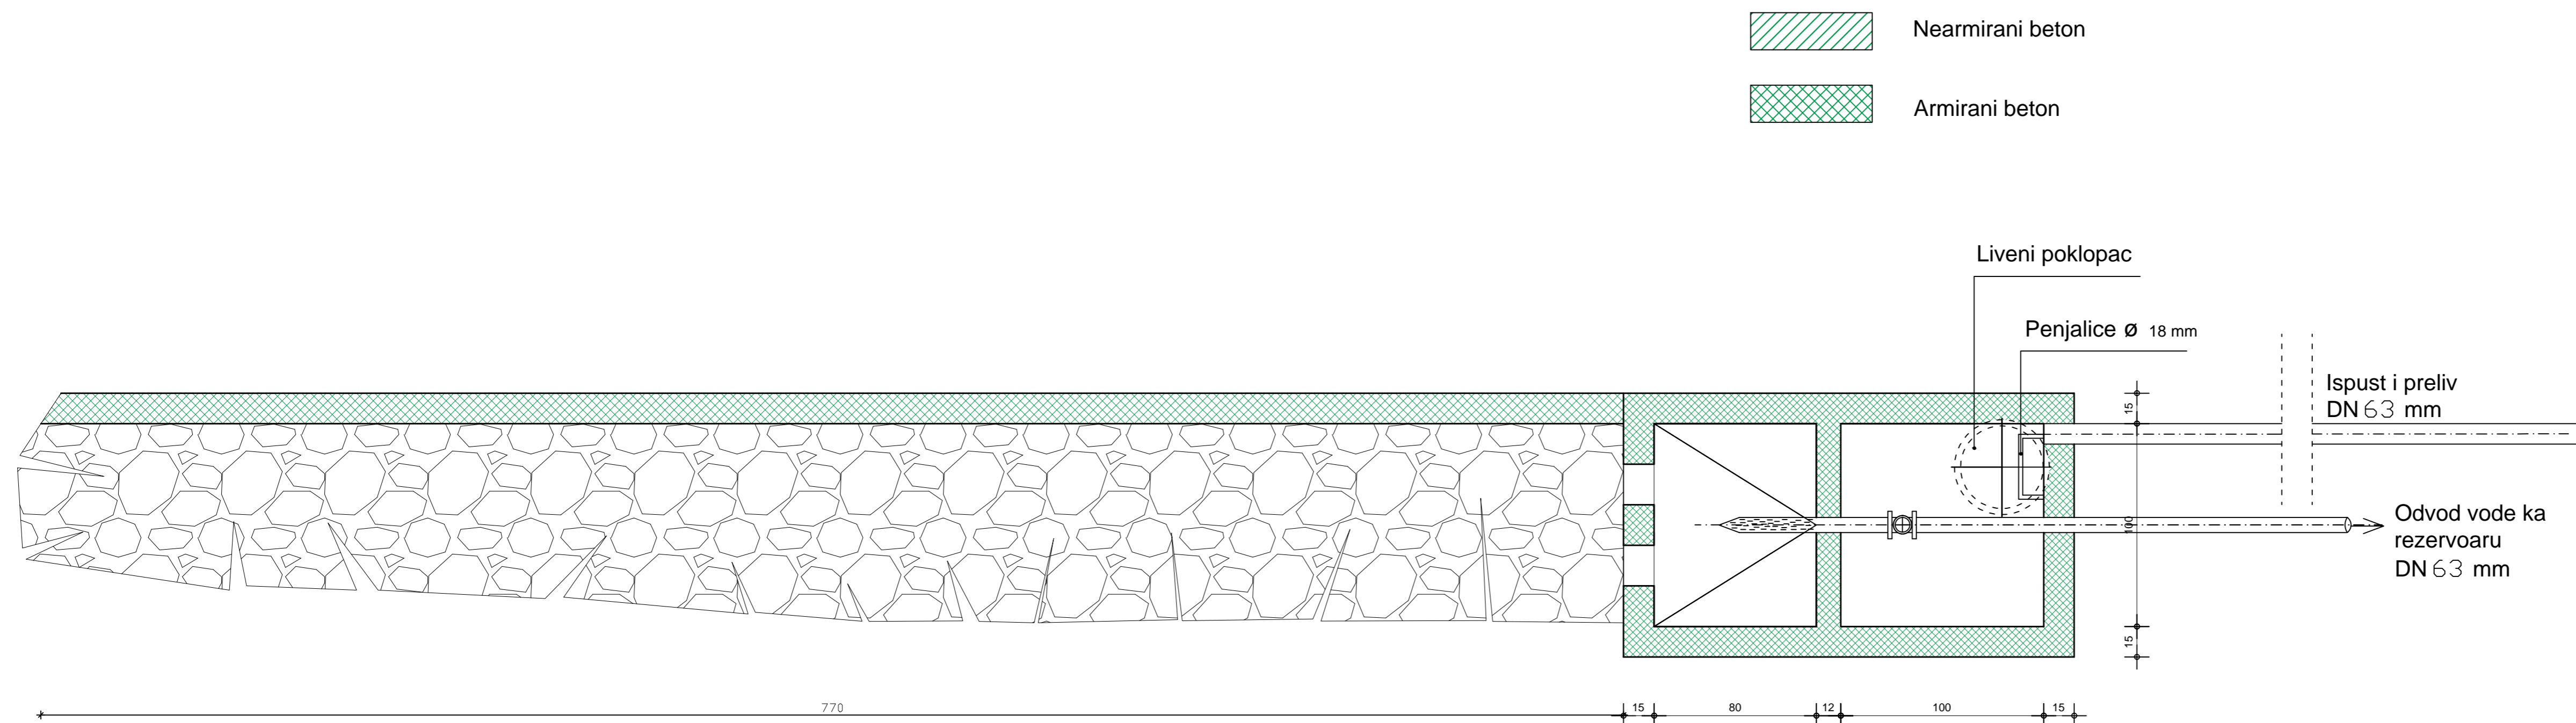 Nearmirani beton
Armirani beton
Liveni poklopac
Penjalice ø 18 mm
Ispust i preliv
DN 63 mm
15
100
15
Odvod vode ka
rezervoaru
DN 63 mm
770
15
80
12
100
15